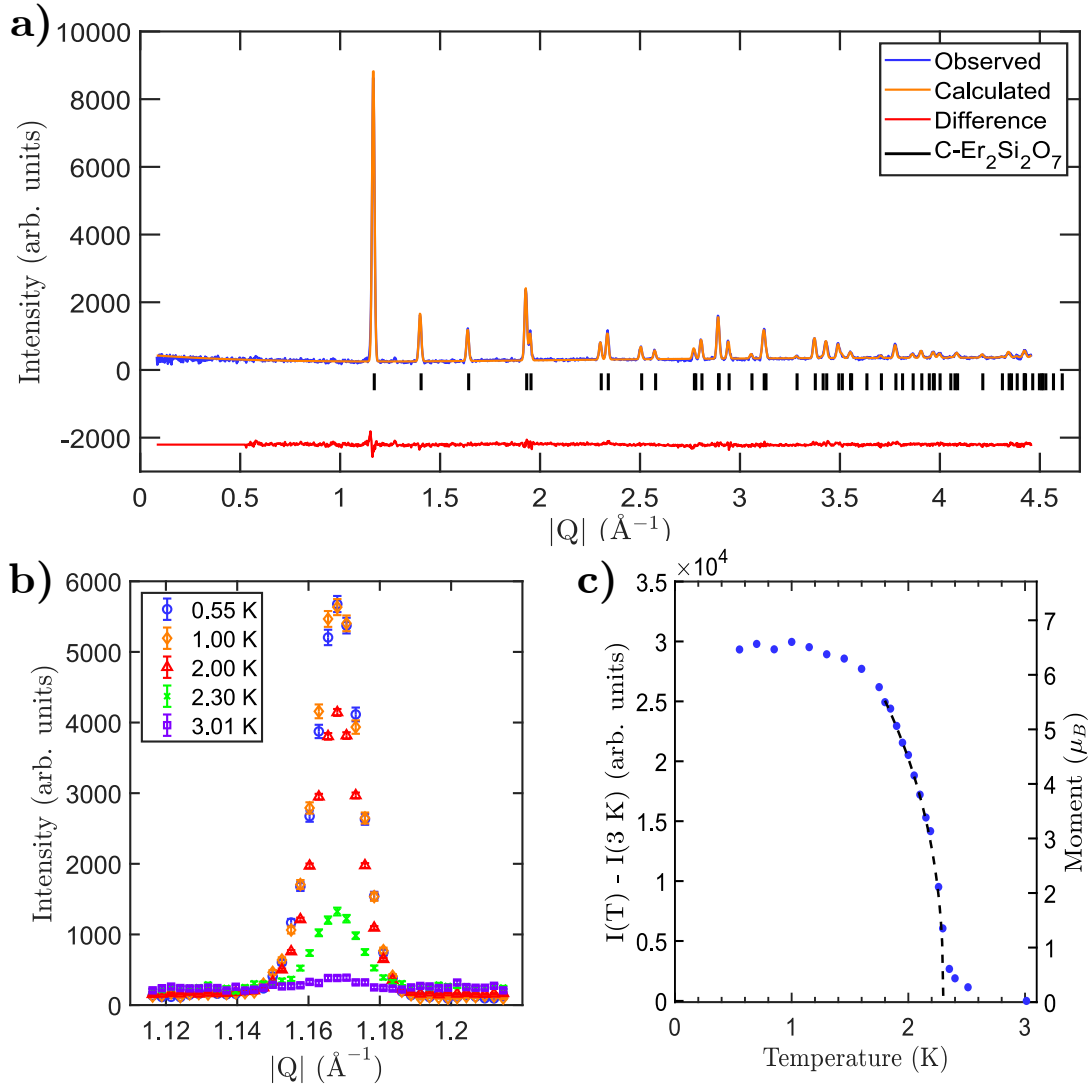 a)
10000
8000
6000
4000
2000
0
-2000
Intensity (arb. units)
Observed
Calculated
Difference
C-Er₂Si₂O₇
0 0.5 1 1.5 2 2.5 3 3.5 4 4.5
|Q| (Å⁻¹)
b)
6000
5000
4000
3000
2000
1000
0
Intensity (arb. units)
0.55 K
1.00 K
2.00 K
2.30 K
3.01 K
1.12 1.14 1.16 1.18 1.2
|Q| (Å⁻¹)
c)
×10⁴
3.5
3
2.5
2
1.5
1
0.5
0
I(T) - I(3 K) (arb. units)
7
6
5
4
3
2
1
0
Moment (μ_B)
0 1 2 3
Temperature (K)